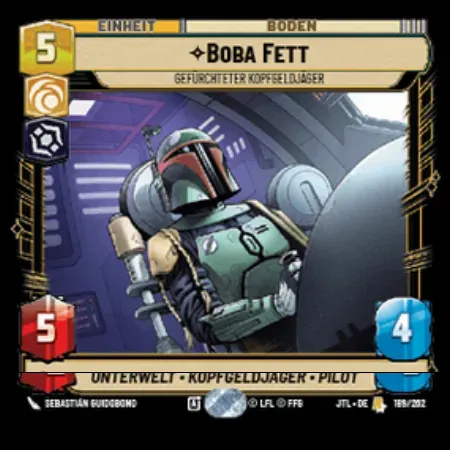 5
EINHEIT
BODEN
BOBA FETT
GEFÜRCHTETER KOPFGELDJÄGER
5
4
UNTERWELT • KOPFGELDJÄGER • PILOT
SEBASTIÁN GUIDOBONO
A
© LFL © FFG
JTL • DE
189/262